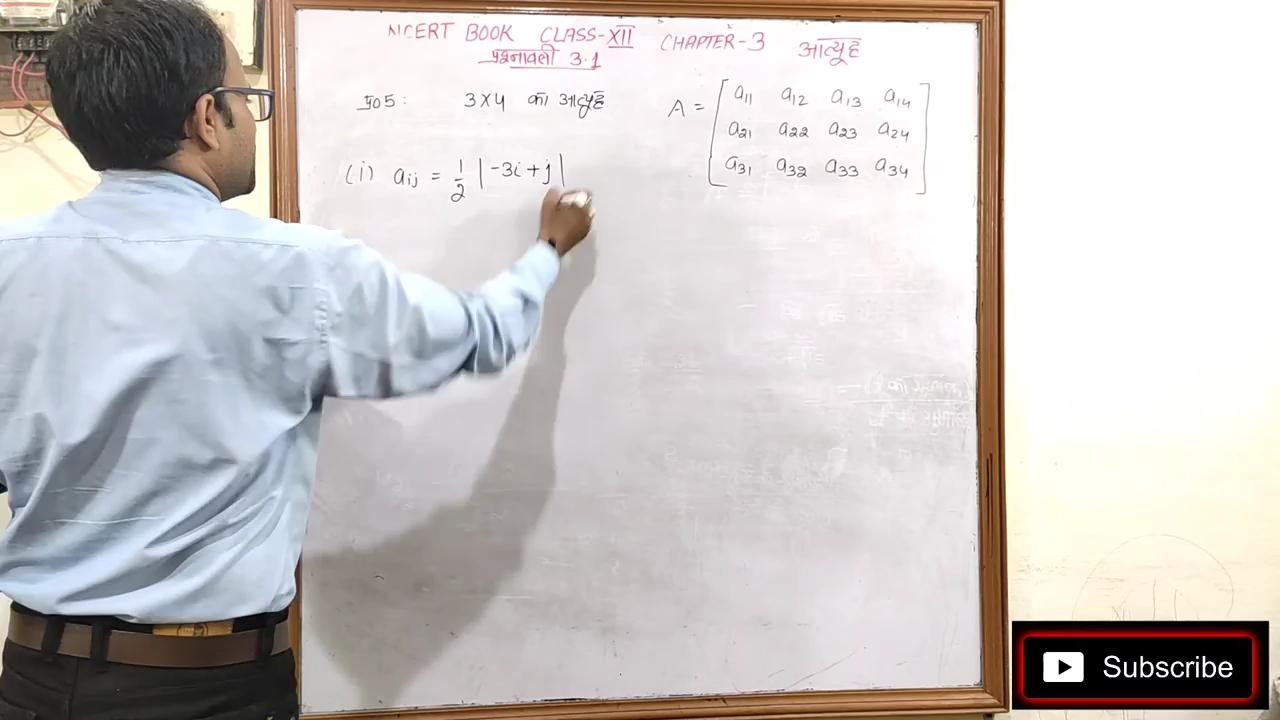 NCERT BOOK CLASS-XII CHAPTER-3 आव्यूह
प्रश्नावली 3.1
प्र०5: 3×4 का आव्यूह
A = [a11 a12 a13 a14
a21 a22 a23 a24
a31 a32 a33 a34]
(i) aij = 1/2 |-3i+j|
Subscribe